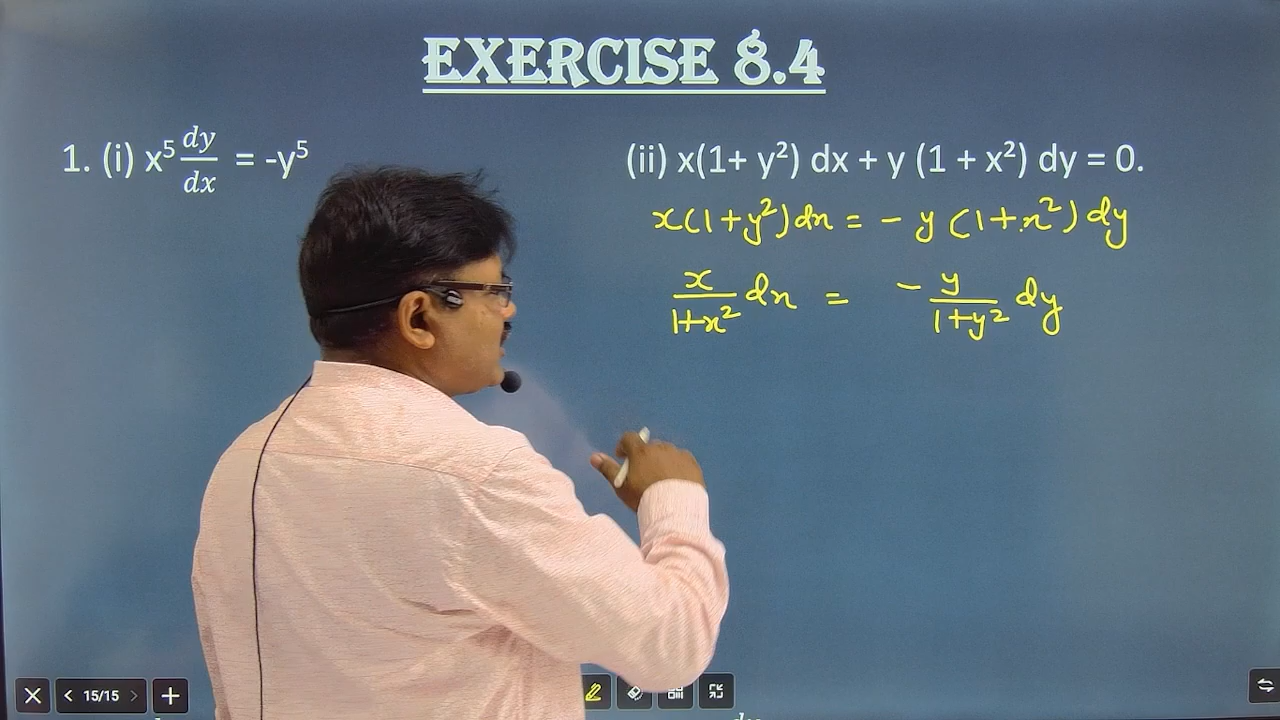 EXERCISE 8.4
1. (i) x⁵ dy/dx = -y⁵
(ii) x(1+ y²) dx + y (1 + x²) dy = 0.
x(1+y²)dx = - y (1+x²) dy
x/(1+x²) dx = - y/(1+y²) dy
15/15